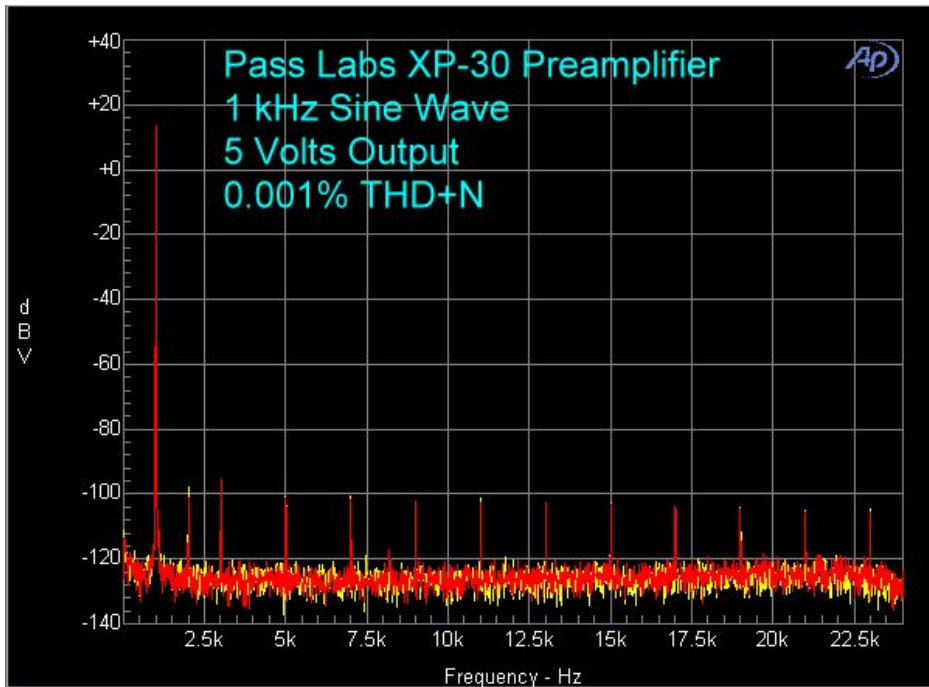 Pass Labs XP-30 Preamplifier
1 kHz Sine Wave
5 Volts Output
0.001% THD+N
Ap
+40
+20
+0
-20
-40
-60
-80
-100
-120
-140
d
B
V
2.5k 5k 7.5k 10k 12.5k 15k 17.5k 20k 22.5k
Frequency - Hz